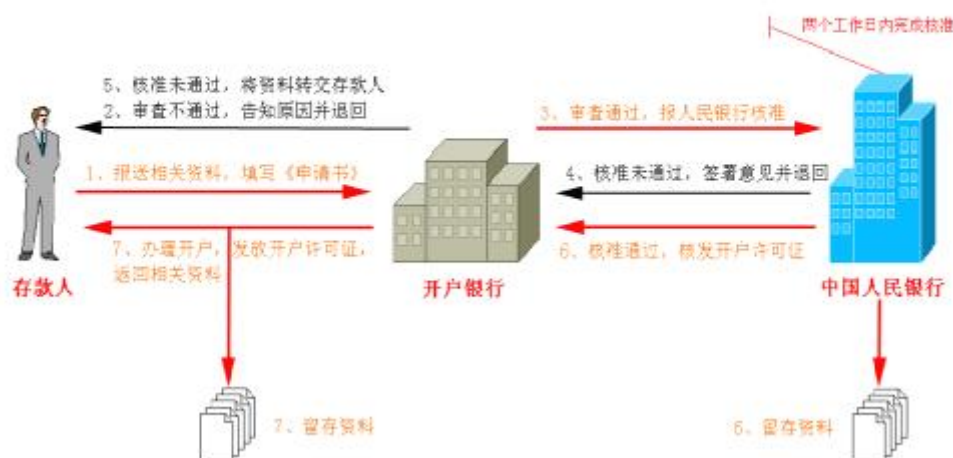 两个工作日内完成核准
5、核准未通过，将资料转交存款人
2、审查不通过，告知原因并退回
3、审查通过，报人民银行核准
1、报送相关资料，填写《申请书》
4、核准未通过，签署意见并退回
7、办理开户，发放开户许可证，
返回相关资料
6、核准通过，核发开户许可证
存款人
开户银行
中国人民银行
7、留存资料
6、留存资料